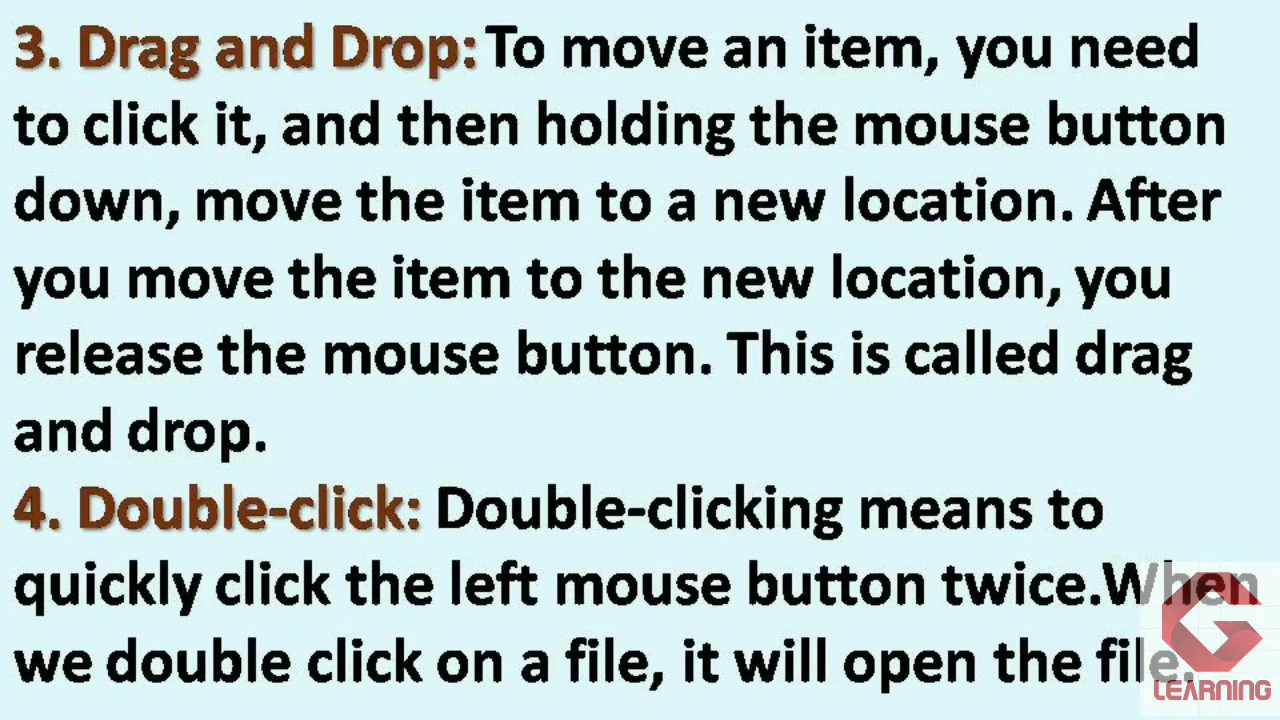 3. Drag and Drop: To move an item, you need
to click it, and then holding the mouse button
down, move the item to a new location. After
you move the item to the new location, you
release the mouse button. This is called drag
and drop.
4. Double-click: Double-clicking means to
quickly click the left mouse button twice.When
we double click on a file, it will open the file.
LEARNING